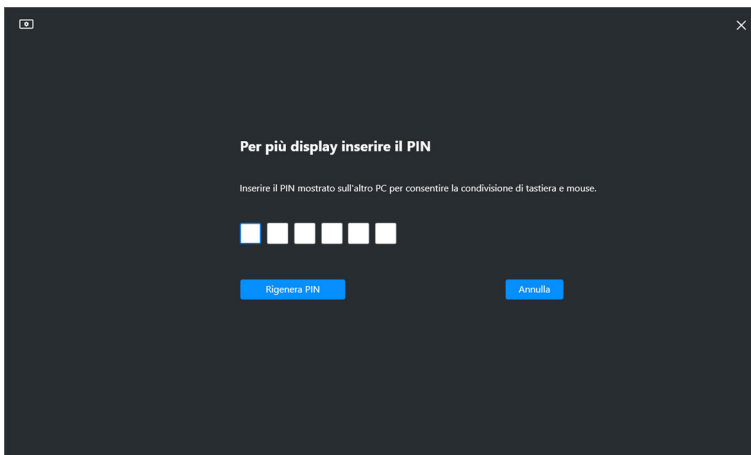 Per più display inserire il PIN
Inserire il PIN mostrato sull'altro PC per consentire la condivisione di tastiera e mouse.
Rigenera PIN
Annulla